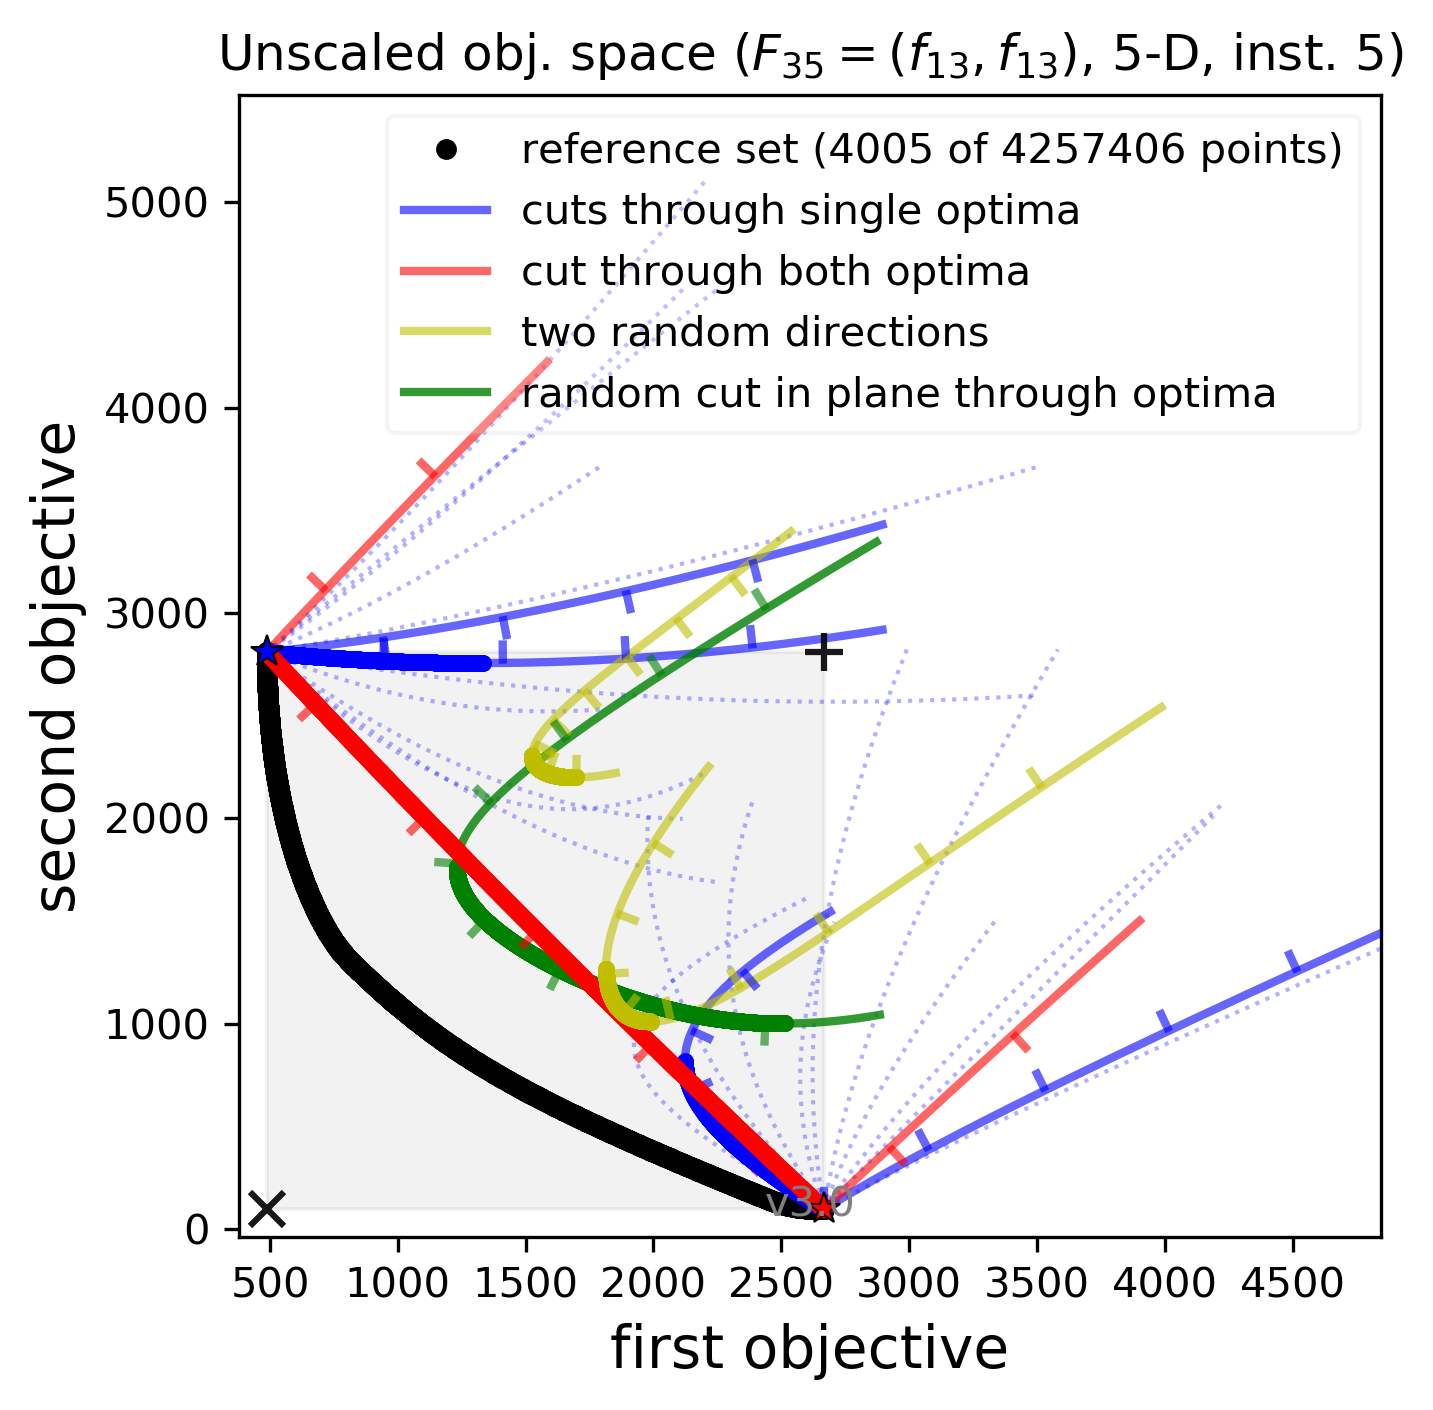 Unscaled obj. space (F35 = (f13, f13), 5-D, inst. 5)
reference set (4005 of 4257406 points)
cuts through single optima
cut through both optima
two random directions
random cut in plane through optima
second objective
5000
4000
3000
2000
1000
0
v3.0
500 1000 1500 2000 2500 3000 3500 4000 4500
first objective